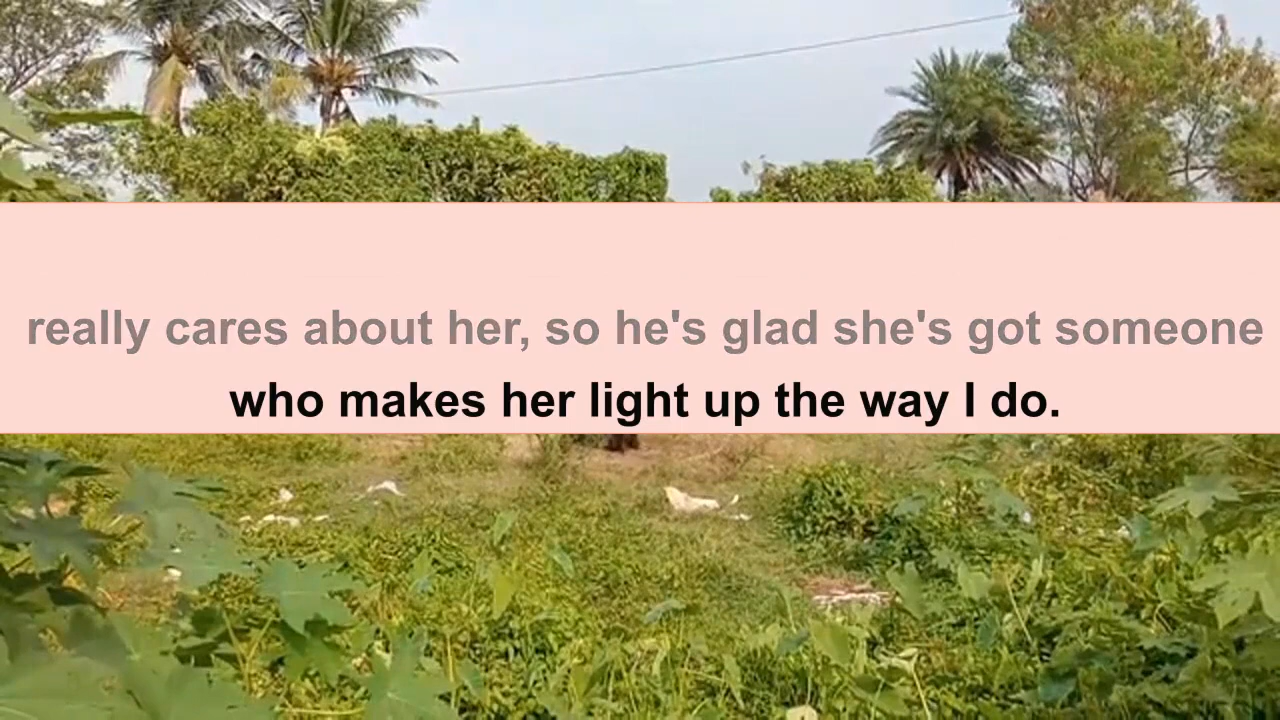 really cares about her, so he's glad she's got someone
who makes her light up the way I do.